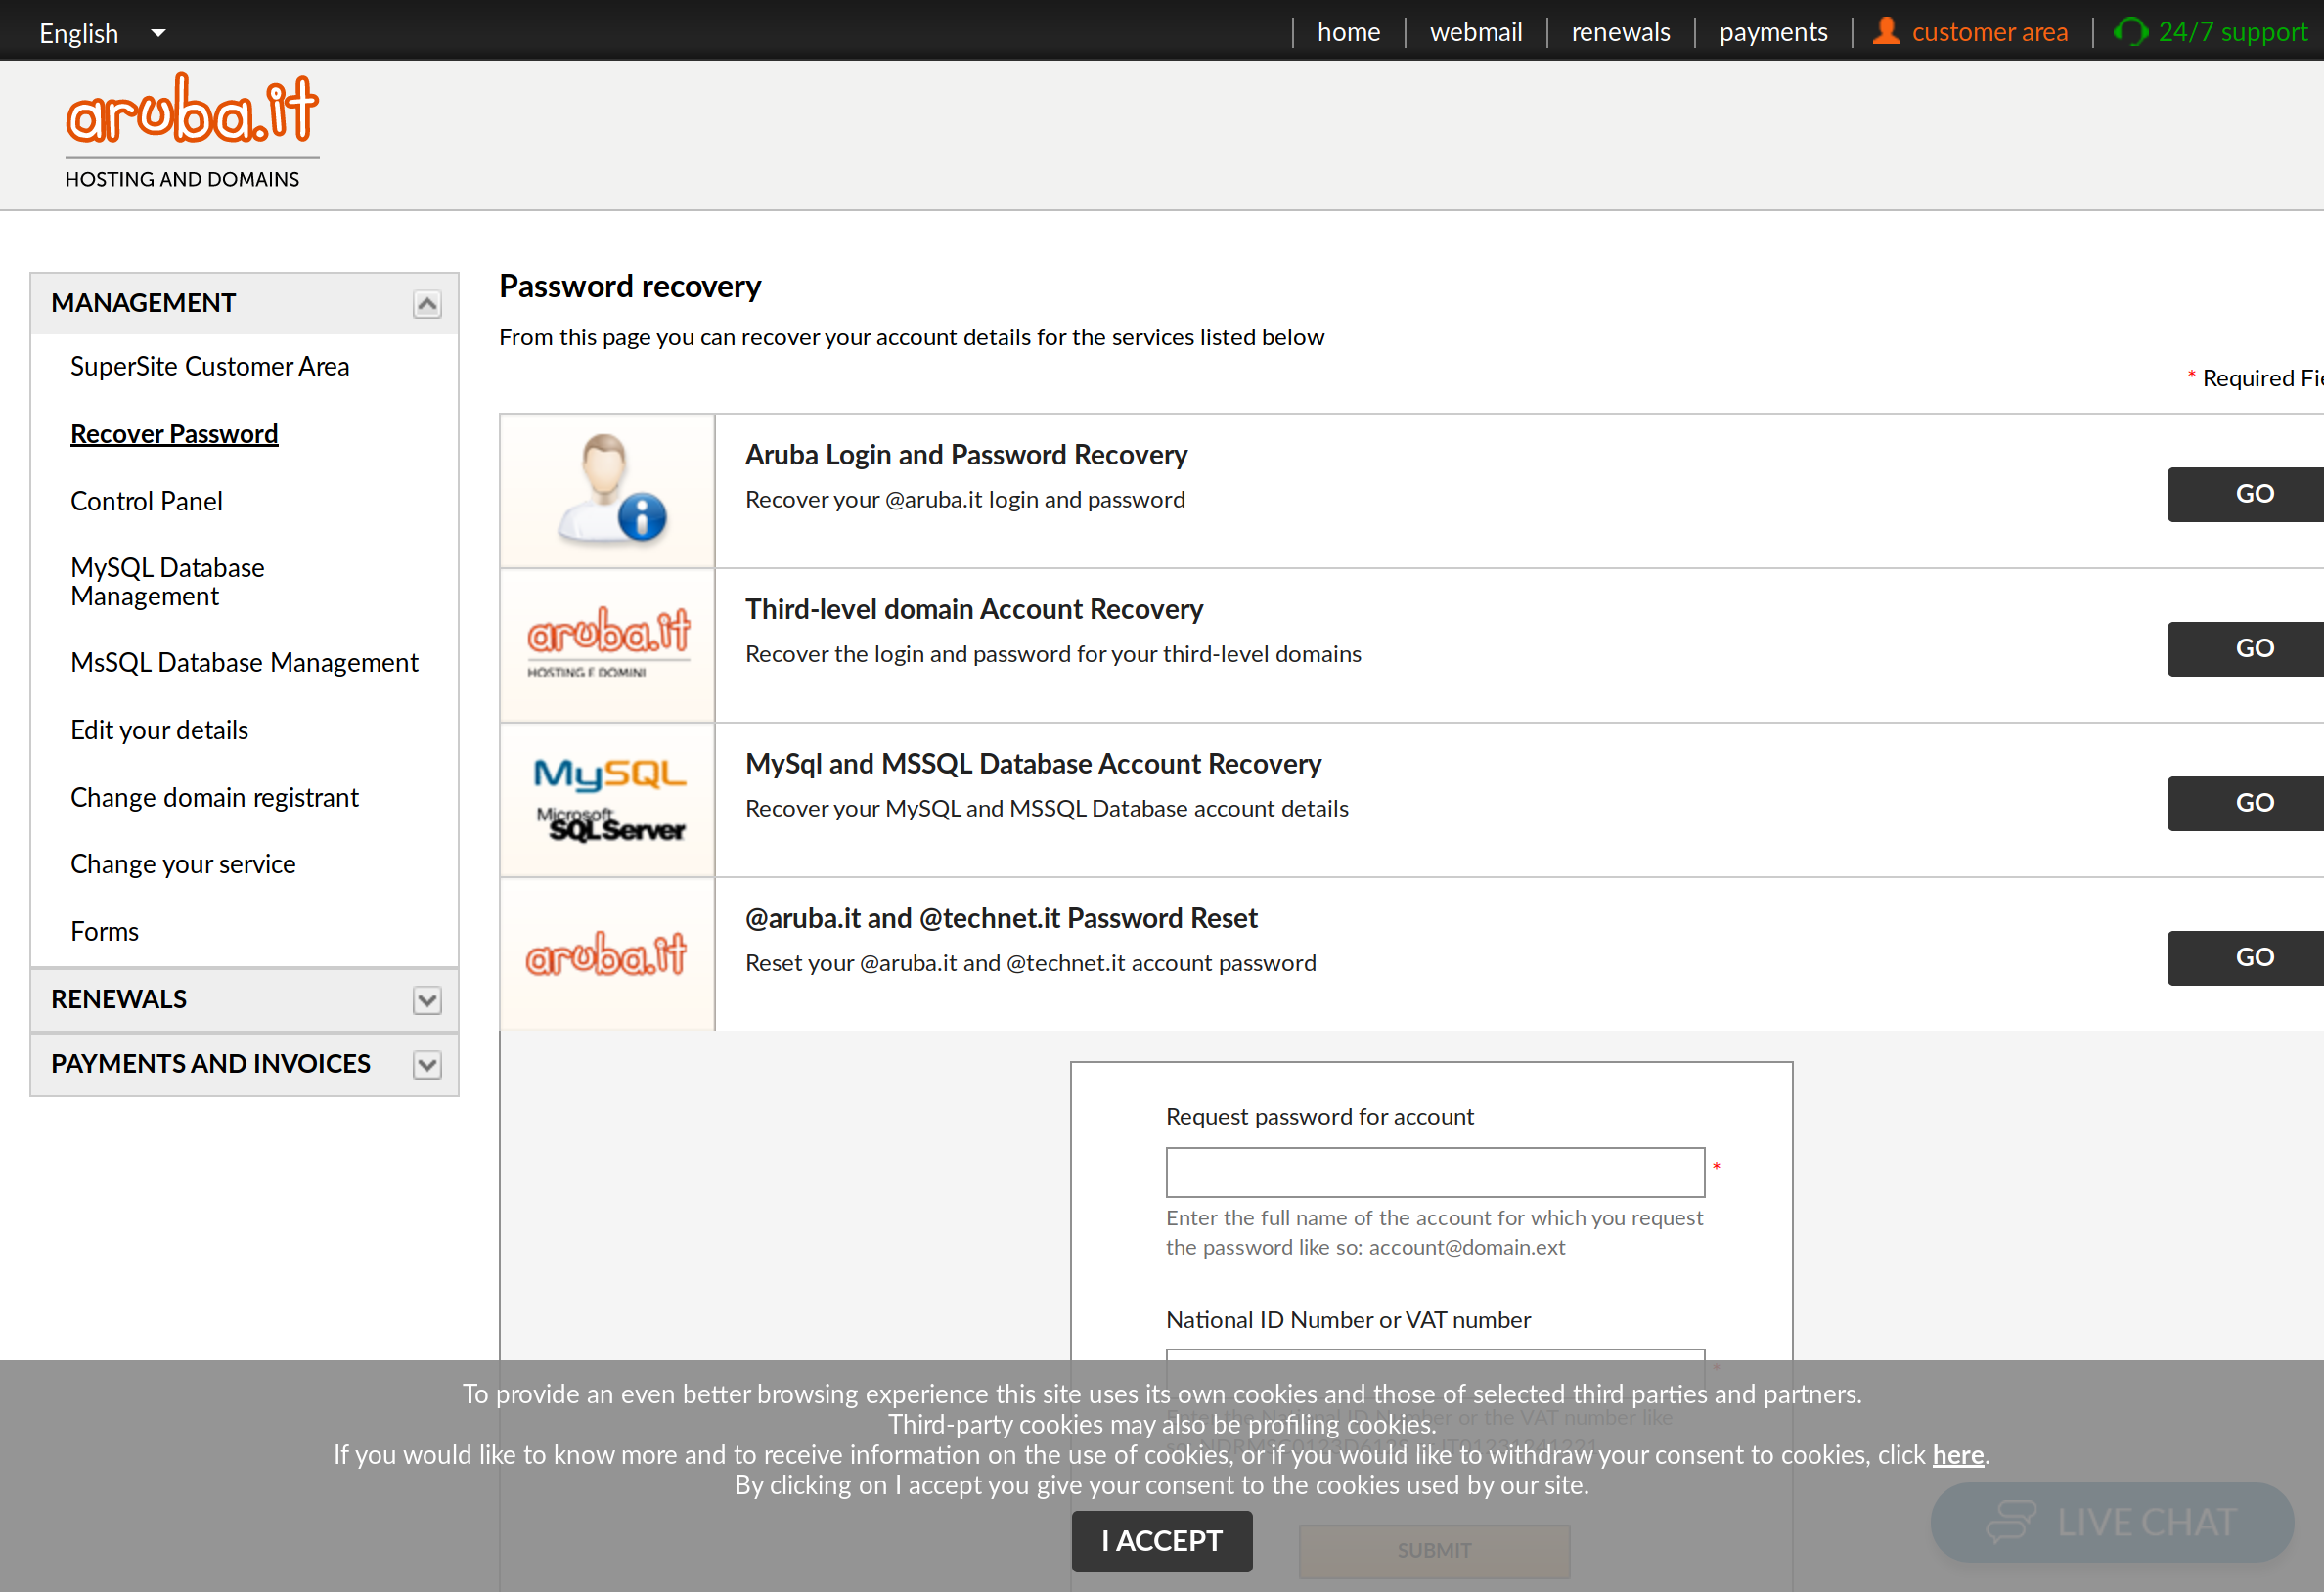 English
home
webmail
renewals
payments
customer area
24/7 support
aruba.it
HOSTING AND DOMAINS
MANAGEMENT
SuperSite Customer Area
Recover Password
Control Panel
MySQL Database
Management
MsSQL Database Management
Edit your details
Change domain registrant
Change your service
Forms
RENEWALS
PAYMENTS AND INVOICES
Password recovery
From this page you can recover your account details for the services listed below
* Required
Aruba Login and Password Recovery
Recover your @aruba.it login and password
GO
aruba.it
HOSTING E DOMINI
Third-level domain Account Recovery
Recover the login and password for your third-level domains
GO
MySQL
Microsoft
SQL Server
MySql and MSSQL Database Account Recovery
Recover your MySQL and MSSQL Database account details
GO
aruba.it
@aruba.it and @technet.it Password Reset
Reset your @aruba.it and @technet.it account password
GO
Request password for account
*
Enter the full name of the account for which you request
the password like so: account@domain.ext
National ID Number or VAT number
*
To provide an even better browsing experience this site uses its own cookies and those of selected third parties and partners.
Third-party cookies may also be profiling cookies.
If you would like to know more and to receive information on the use of cookies, or if you would like to withdraw your consent to cookies, click here.
By clicking on I accept you give your consent to the cookies used by our site.
I ACCEPT
SUBMIT
LIVE CHAT